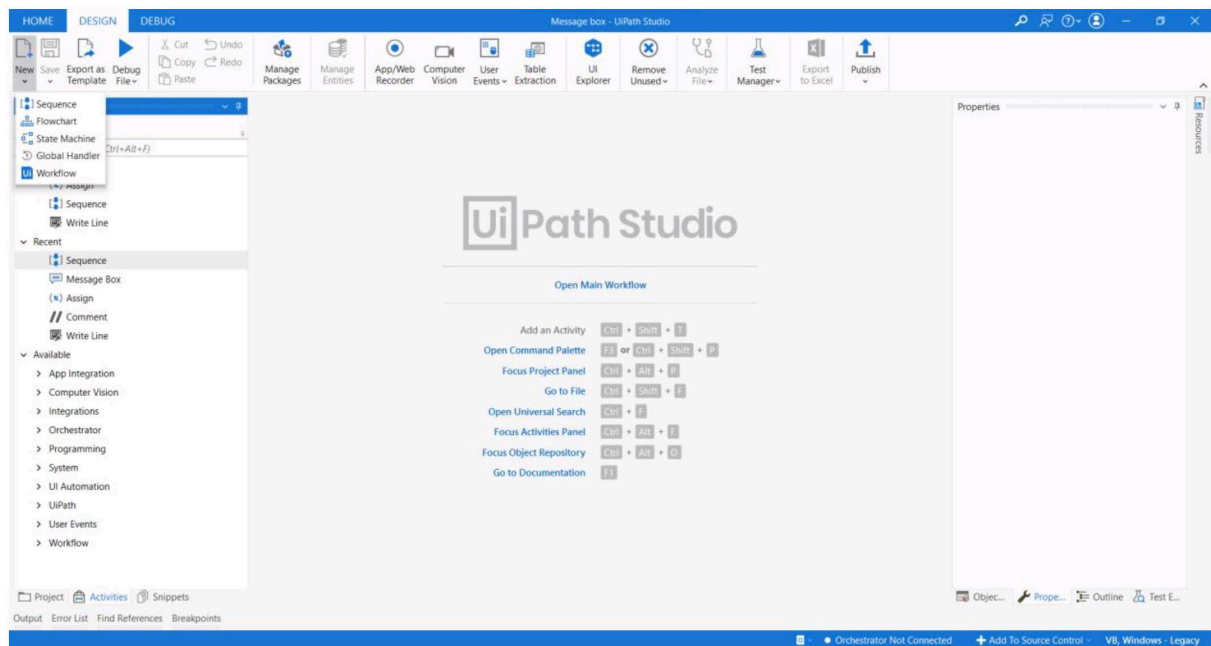 HOME DESIGN DEBUG
Message box - UiPath Studio
New Save Export as Template Debug File
Cut Copy Paste Undo Redo
Manage Packages
Manage Entities
App/Web Recorder
Computer Vision
User Events
Table Extraction
UI Explorer
Remove Unused
Analyze File
Test Manager
Export to Excel
Publish
Sequence
Flowchart
State Machine
Global Handler
Workflow
Ctrl+Alt+F)
(x) Assign
Sequence
Write Line
Recent
Sequence
Message Box
(x) Assign
// Comment
Write Line
Available
App Integration
Computer Vision
Integrations
Orchestrator
Programming
System
UI Automation
UiPath
User Events
Workflow
Project Activities Snippets
Output Error List Find References Breakpoints
UiPath Studio
Open Main Workflow
Add an Activity Ctrl + Shift + T
Open Command Palette F3 or Ctrl + Shift + P
Focus Project Panel Ctrl + Alt + P
Go to File Ctrl + Shift + F
Open Universal Search Ctrl + F
Focus Activities Panel Ctrl + Alt + F
Focus Object Repository Ctrl + Alt + O
Go to Documentation F1
Properties
Resources
Objec... Prope... Outline Test E...
Orchestrator Not Connected + Add To Source Control VB, Windows - Legacy